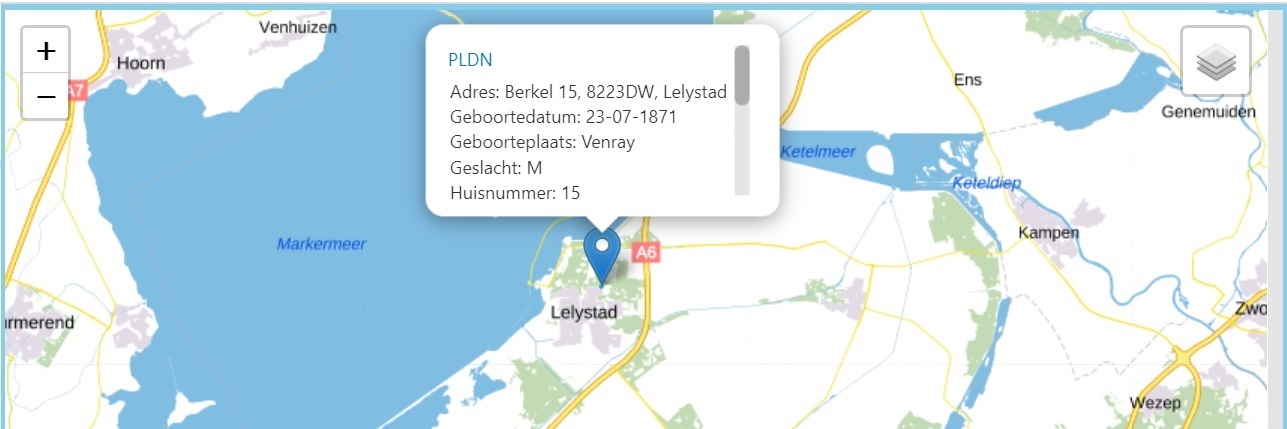 Venhuizen
Hoorn
A7
+
−
PLDN
Adres: Berkel 15, 8223DW, Lelystad
Geboortedatum: 23-07-1871
Geboorteplaats: Venray
Geslacht: M
Huisnummer: 15
Ens
Genemuiden
Ketelmeer
Keteldiep
Markermeer
Kampen
A6
Lelystad
urmerend
Zwo
Wezep